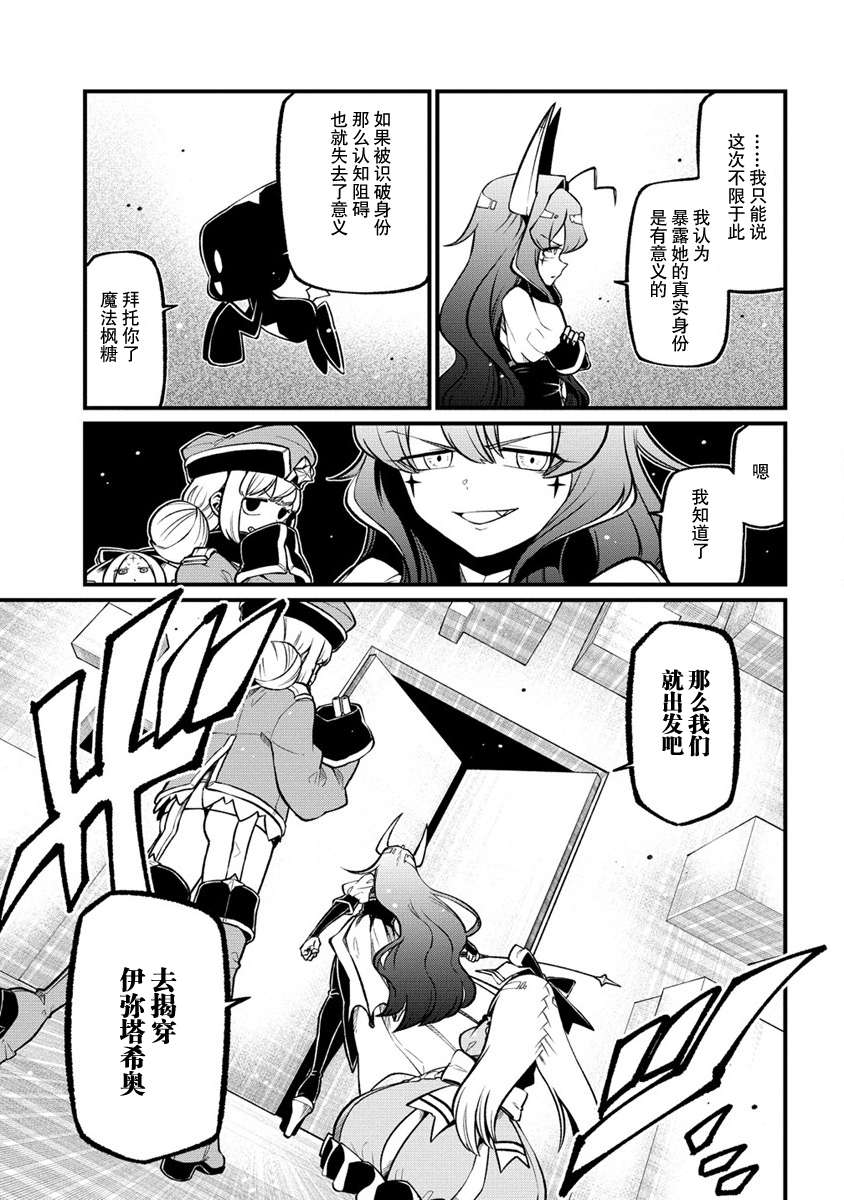 ……我只能说
这次不限于此
我认为
暴露她的真实身份
是有意义的
如果被识破身份
那么认知阻碍
也就失去了意义
拜托你了
魔法枫糖
嗯
我知道了
那么我们
就出发吧
去揭穿
伊弥塔希奥